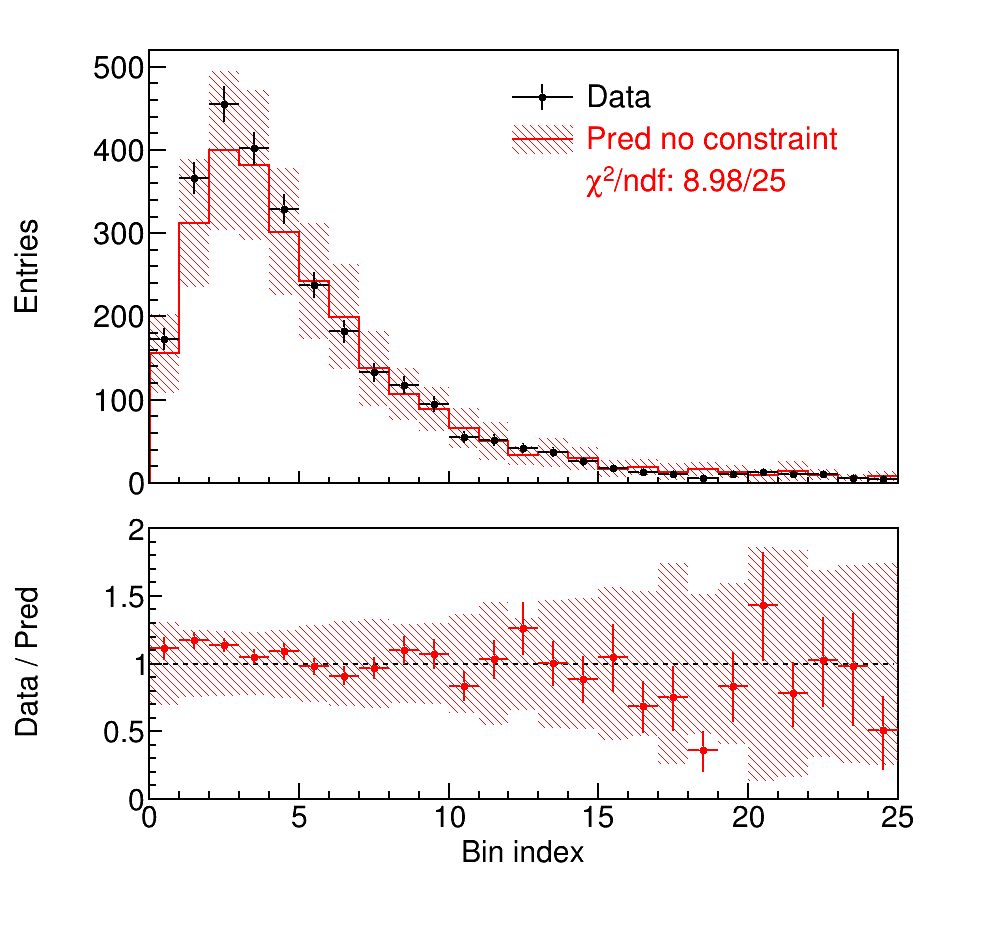 500
400
300
200
100
0
Entries
Data
Pred no constraint
χ²/ndf: 8.98/25
2
1.5
1
0.5
0
Data / Pred
0 5 10 15 20 25
Bin index